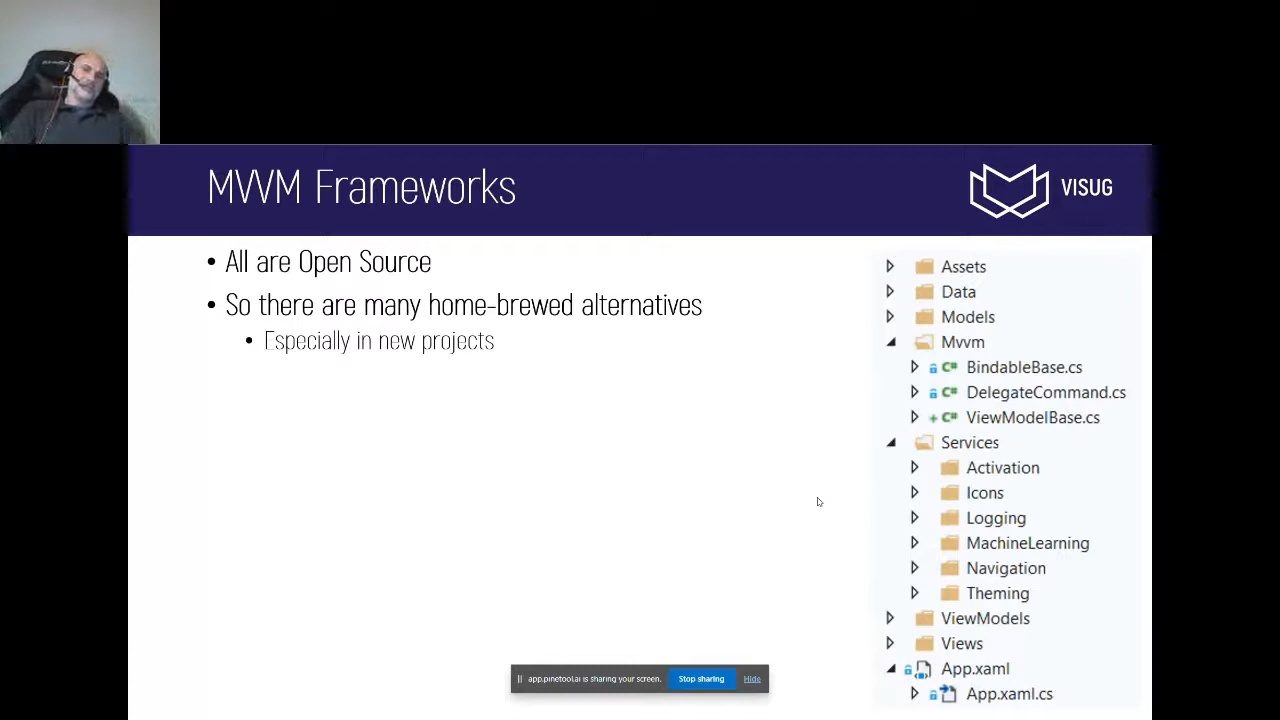 MVVM Frameworks
VISUG
• All are Open Source
• So there are many home-brewed alternatives
• Especially in new projects
Assets
Data
Models
Mvvm
C# BindableBase.cs
C# DelegateCommand.cs
+ C# ViewModelBase.cs
Services
Activation
Icons
Logging
MachineLearning
Navigation
Theming
ViewModels
Views
App.xaml
App.xaml.cs
app.pinetool.ai is sharing your screen. Stop sharing Hide